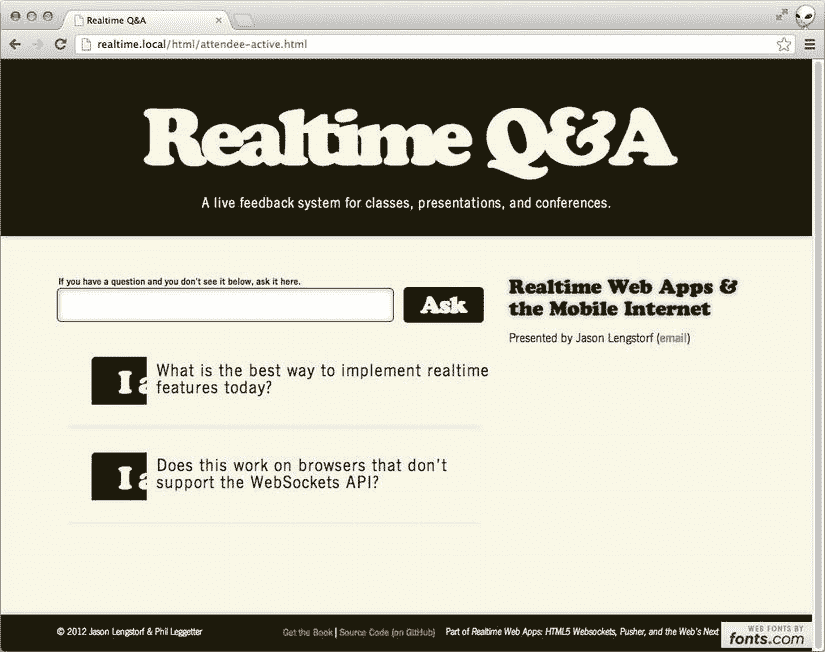 Realtime Q&A
realtime.local/html/attendee-active.html
Realtime Q&A
A live feedback system for classes, presentations, and conferences.
If you have a question and you don't see it below, ask it here.
Ask
What is the best way to implement realtime
features today?
Does this work on browsers that don't
support the WebSockets API?
Realtime Web Apps &
the Mobile Internet
Presented by Jason Lengstorf (email)
© 2012 Jason Lengstorf & Phil Leggetter
Get the Book | Source Code (on GitHub)
Part of Realtime Web Apps: HTML5 Websockets, Pusher, and the Web's Next
WEB FONTS BY
fonts.com